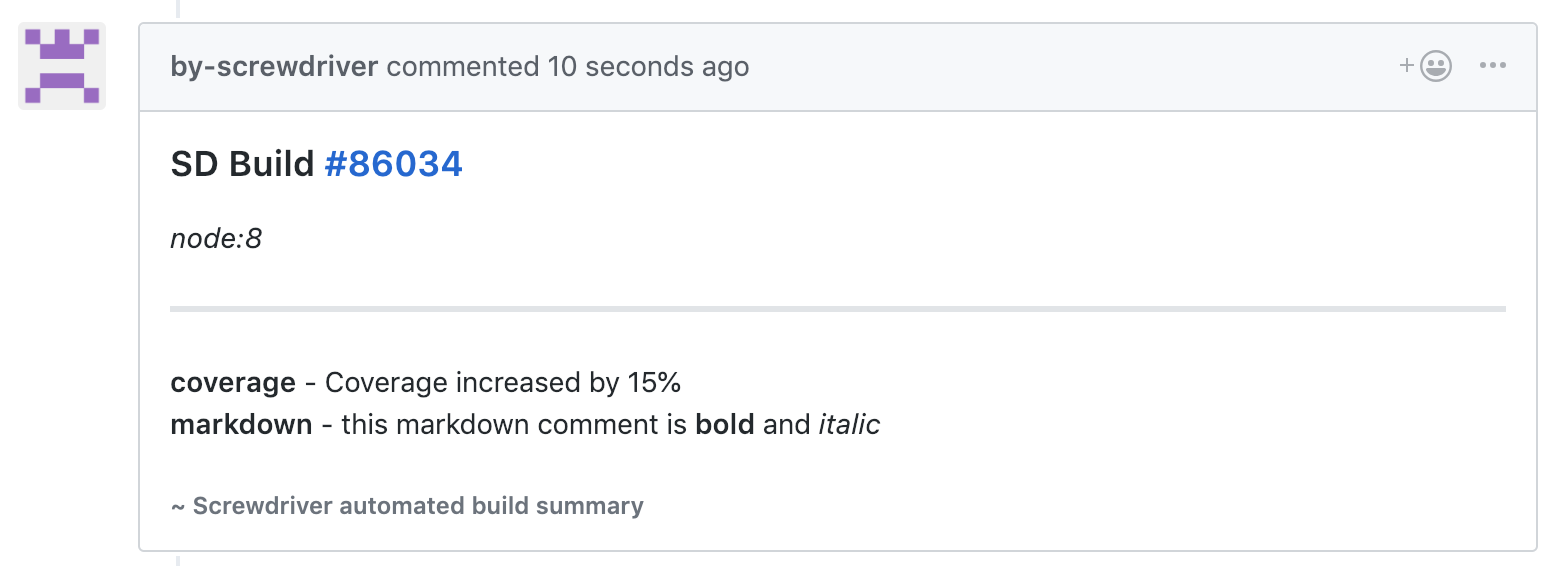 by-screwdriver commented 10 seconds ago
SD Build #86034
node:8
coverage - Coverage increased by 15%
markdown - this markdown comment is bold and italic
~ Screwdriver automated build summary